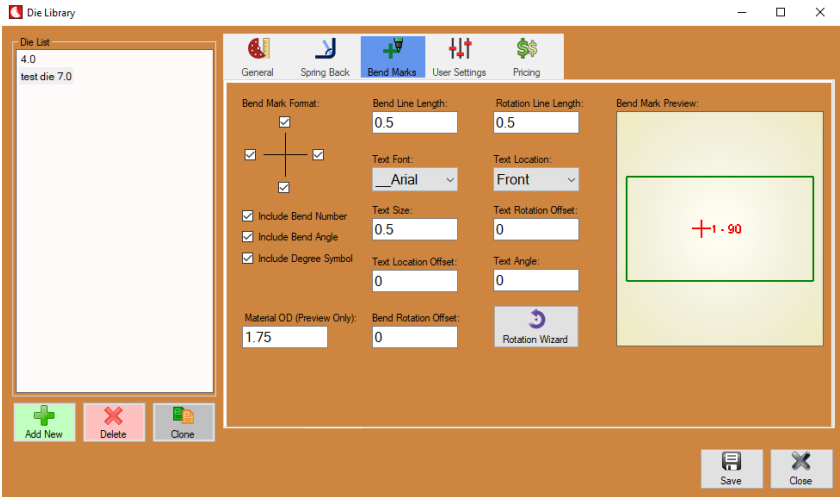 Die Library
Die List
4.0
test die 7.0
Add New
Delete
Clone
General
Spring Back
Bend Marks
User Settings
Pricing
Bend Mark Format:
Include Bend Number
Include Bend Angle
Include Degree Symbol
Material OD (Preview Only):
1.75
Bend Line Length:
0.5
Text Font:
__Arial
Text Size:
0.5
Text Location Offset:
0
Bend Rotation Offset:
0
Rotation Line Length:
0.5
Text Location:
Front
Text Rotation Offset:
0
Text Angle:
0
Rotation Wizard
Bend Mark Preview:
1 - 90
Save
Close